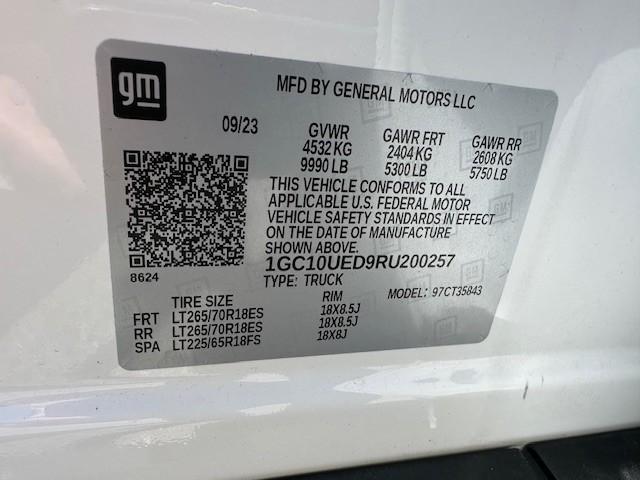 gm
MFD BY GENERAL MOTORS LLC
09/23
GVWR GAWR FRT GAWR RR
4532 KG 2404 KG 2608 KG
9990 LB 5300 LB 5750 LB
THIS VEHICLE CONFORMS TO ALL
APPLICABLE U.S. FEDERAL MOTOR
VEHICLE SAFETY STANDARDS IN EFFECT
ON THE DATE OF MANUFACTURE
SHOWN ABOVE.
8624
1GC10UED9RU200257
TYPE: TRUCK
MODEL: 97CT35843
TIRE SIZE RIM
FRT LT265/70R18ES 18X8.5J
RR LT265/70R18ES 18X8.5J
SPA LT225/65R18FS 18X8J